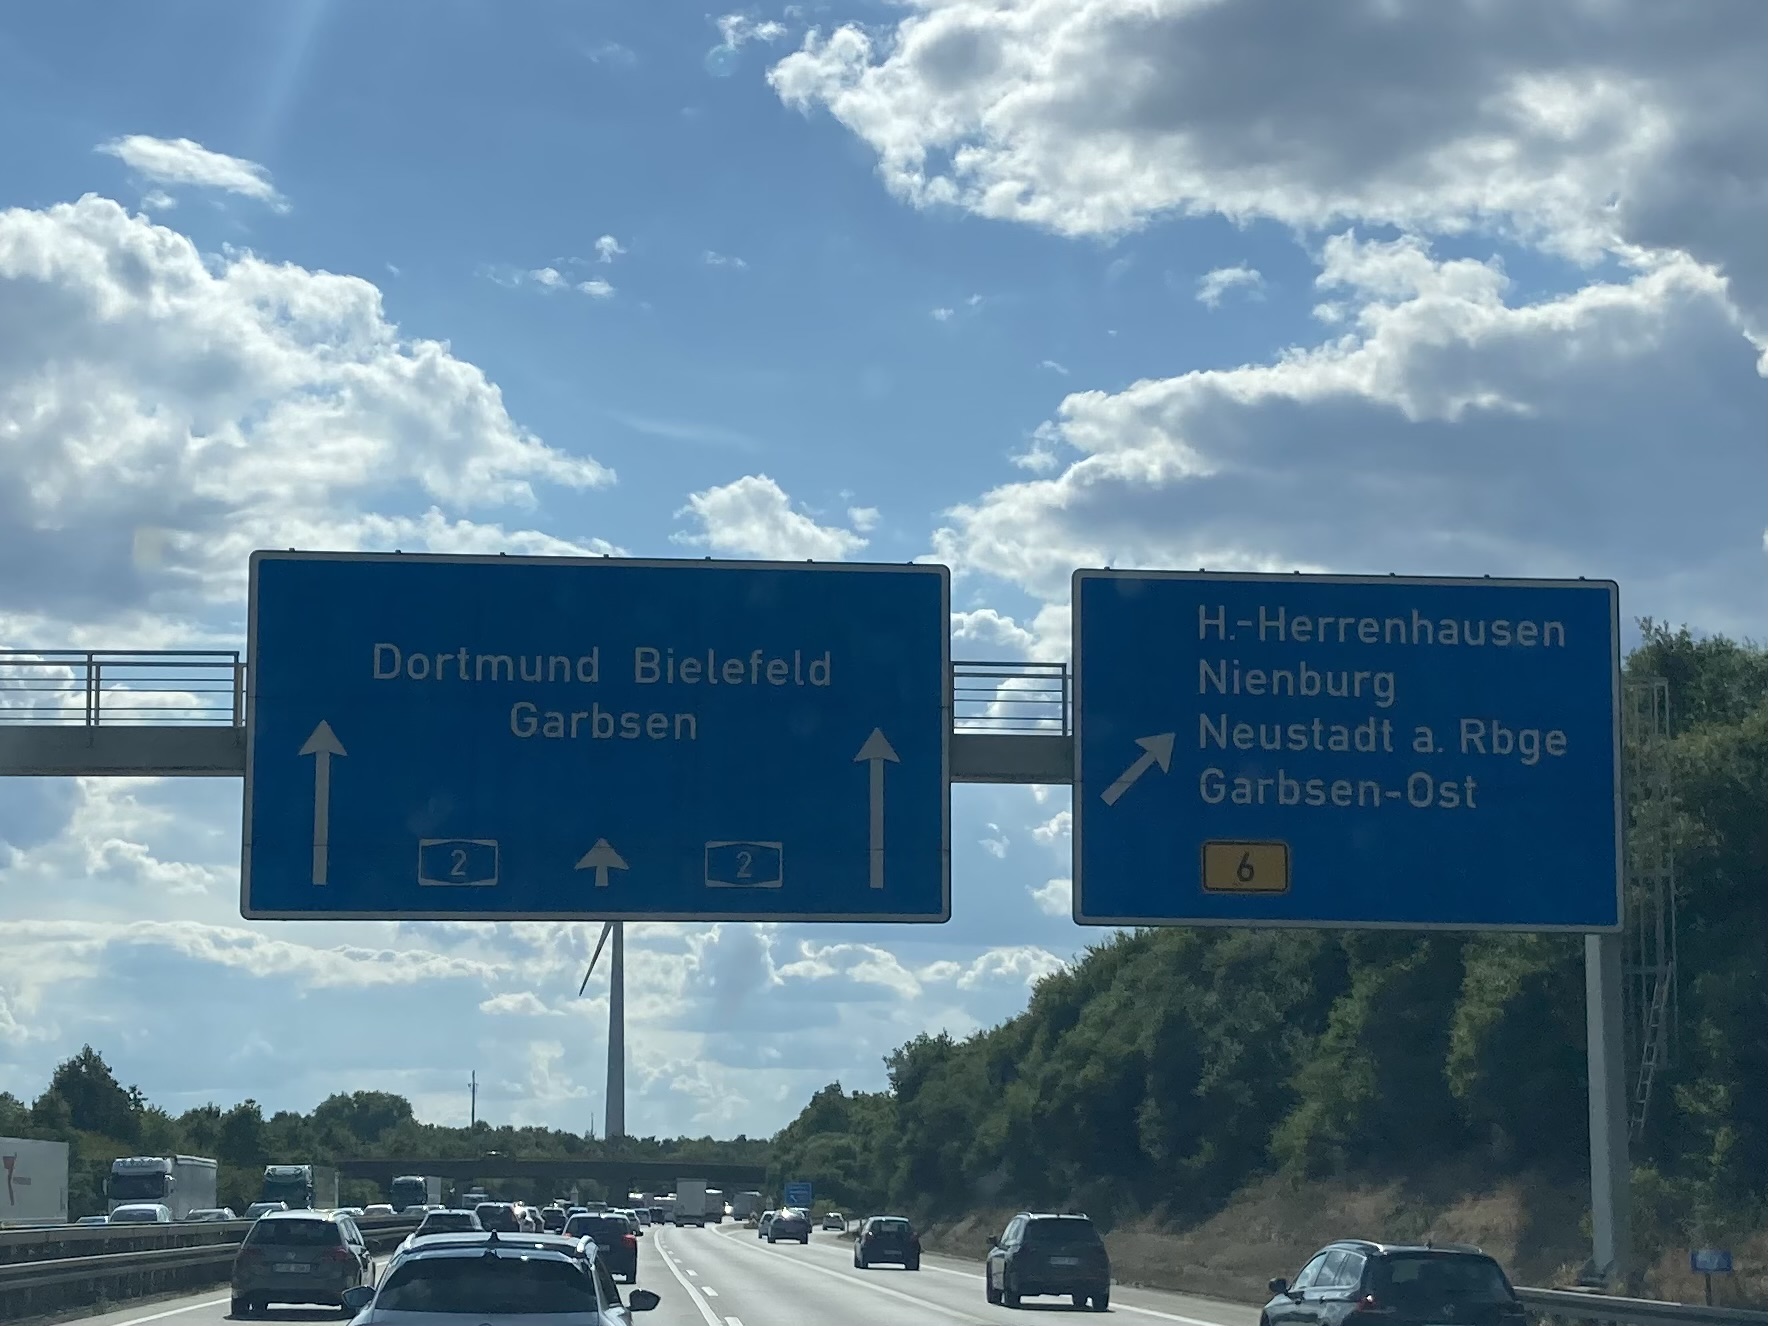 Dortmund Bielefeld
Garbsen
2 2
H.-Herrenhausen
Nienburg
Neustadt a. Rbge
Garbsen-Ost
6